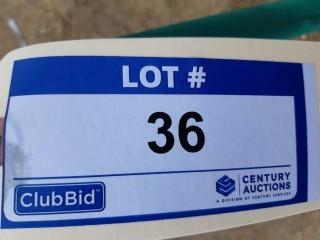 LOT #
36
ClubBid
CENTURY
AUCTIONS
A DIVISION OF CENTURY SERVICES